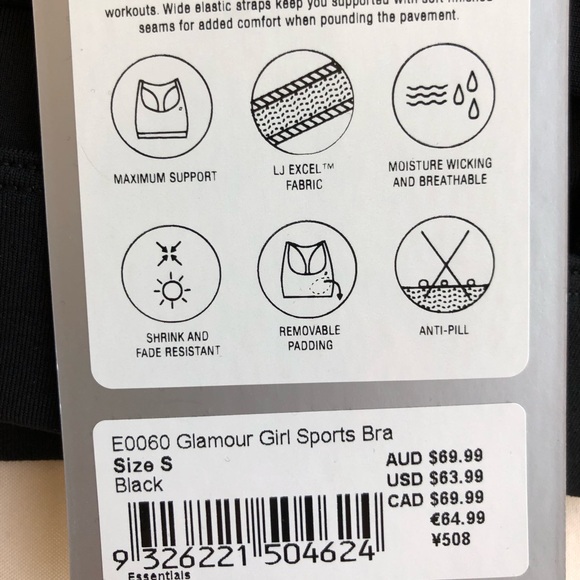 workouts. Wide elastic straps keep you supported with soft finished
seams for added comfort when pounding the pavement.
MAXIMUM SUPPORT
LJ EXCEL™
FABRIC
MOISTURE WICKING
AND BREATHABLE
SHRINK AND
FADE RESISTANT
REMOVABLE
PADDING
ANTI-PILL
E0060 Glamour Girl Sports Bra
Size S
Black
AUD $69.99
USD $63.99
CAD $69.99
€64.99
¥508
9 326221 504624
Essentials